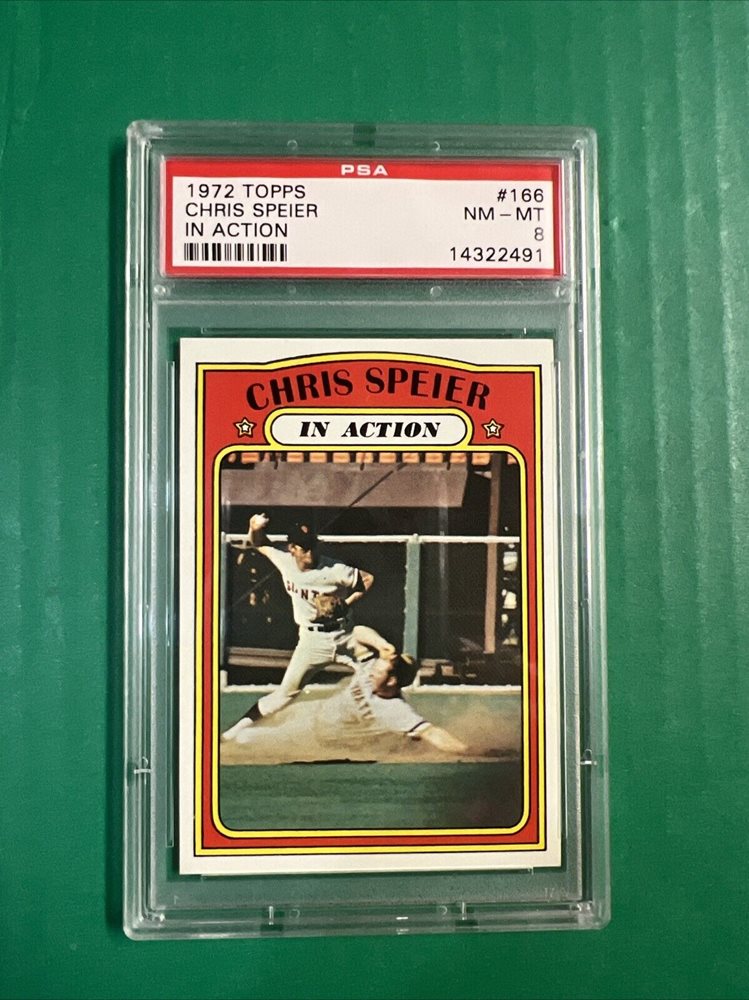 PSA
1972 TOPPS #166
CHRIS SPEIER NM - MT
IN ACTION 8
14322491
CHRIS SPEIER
IN ACTION